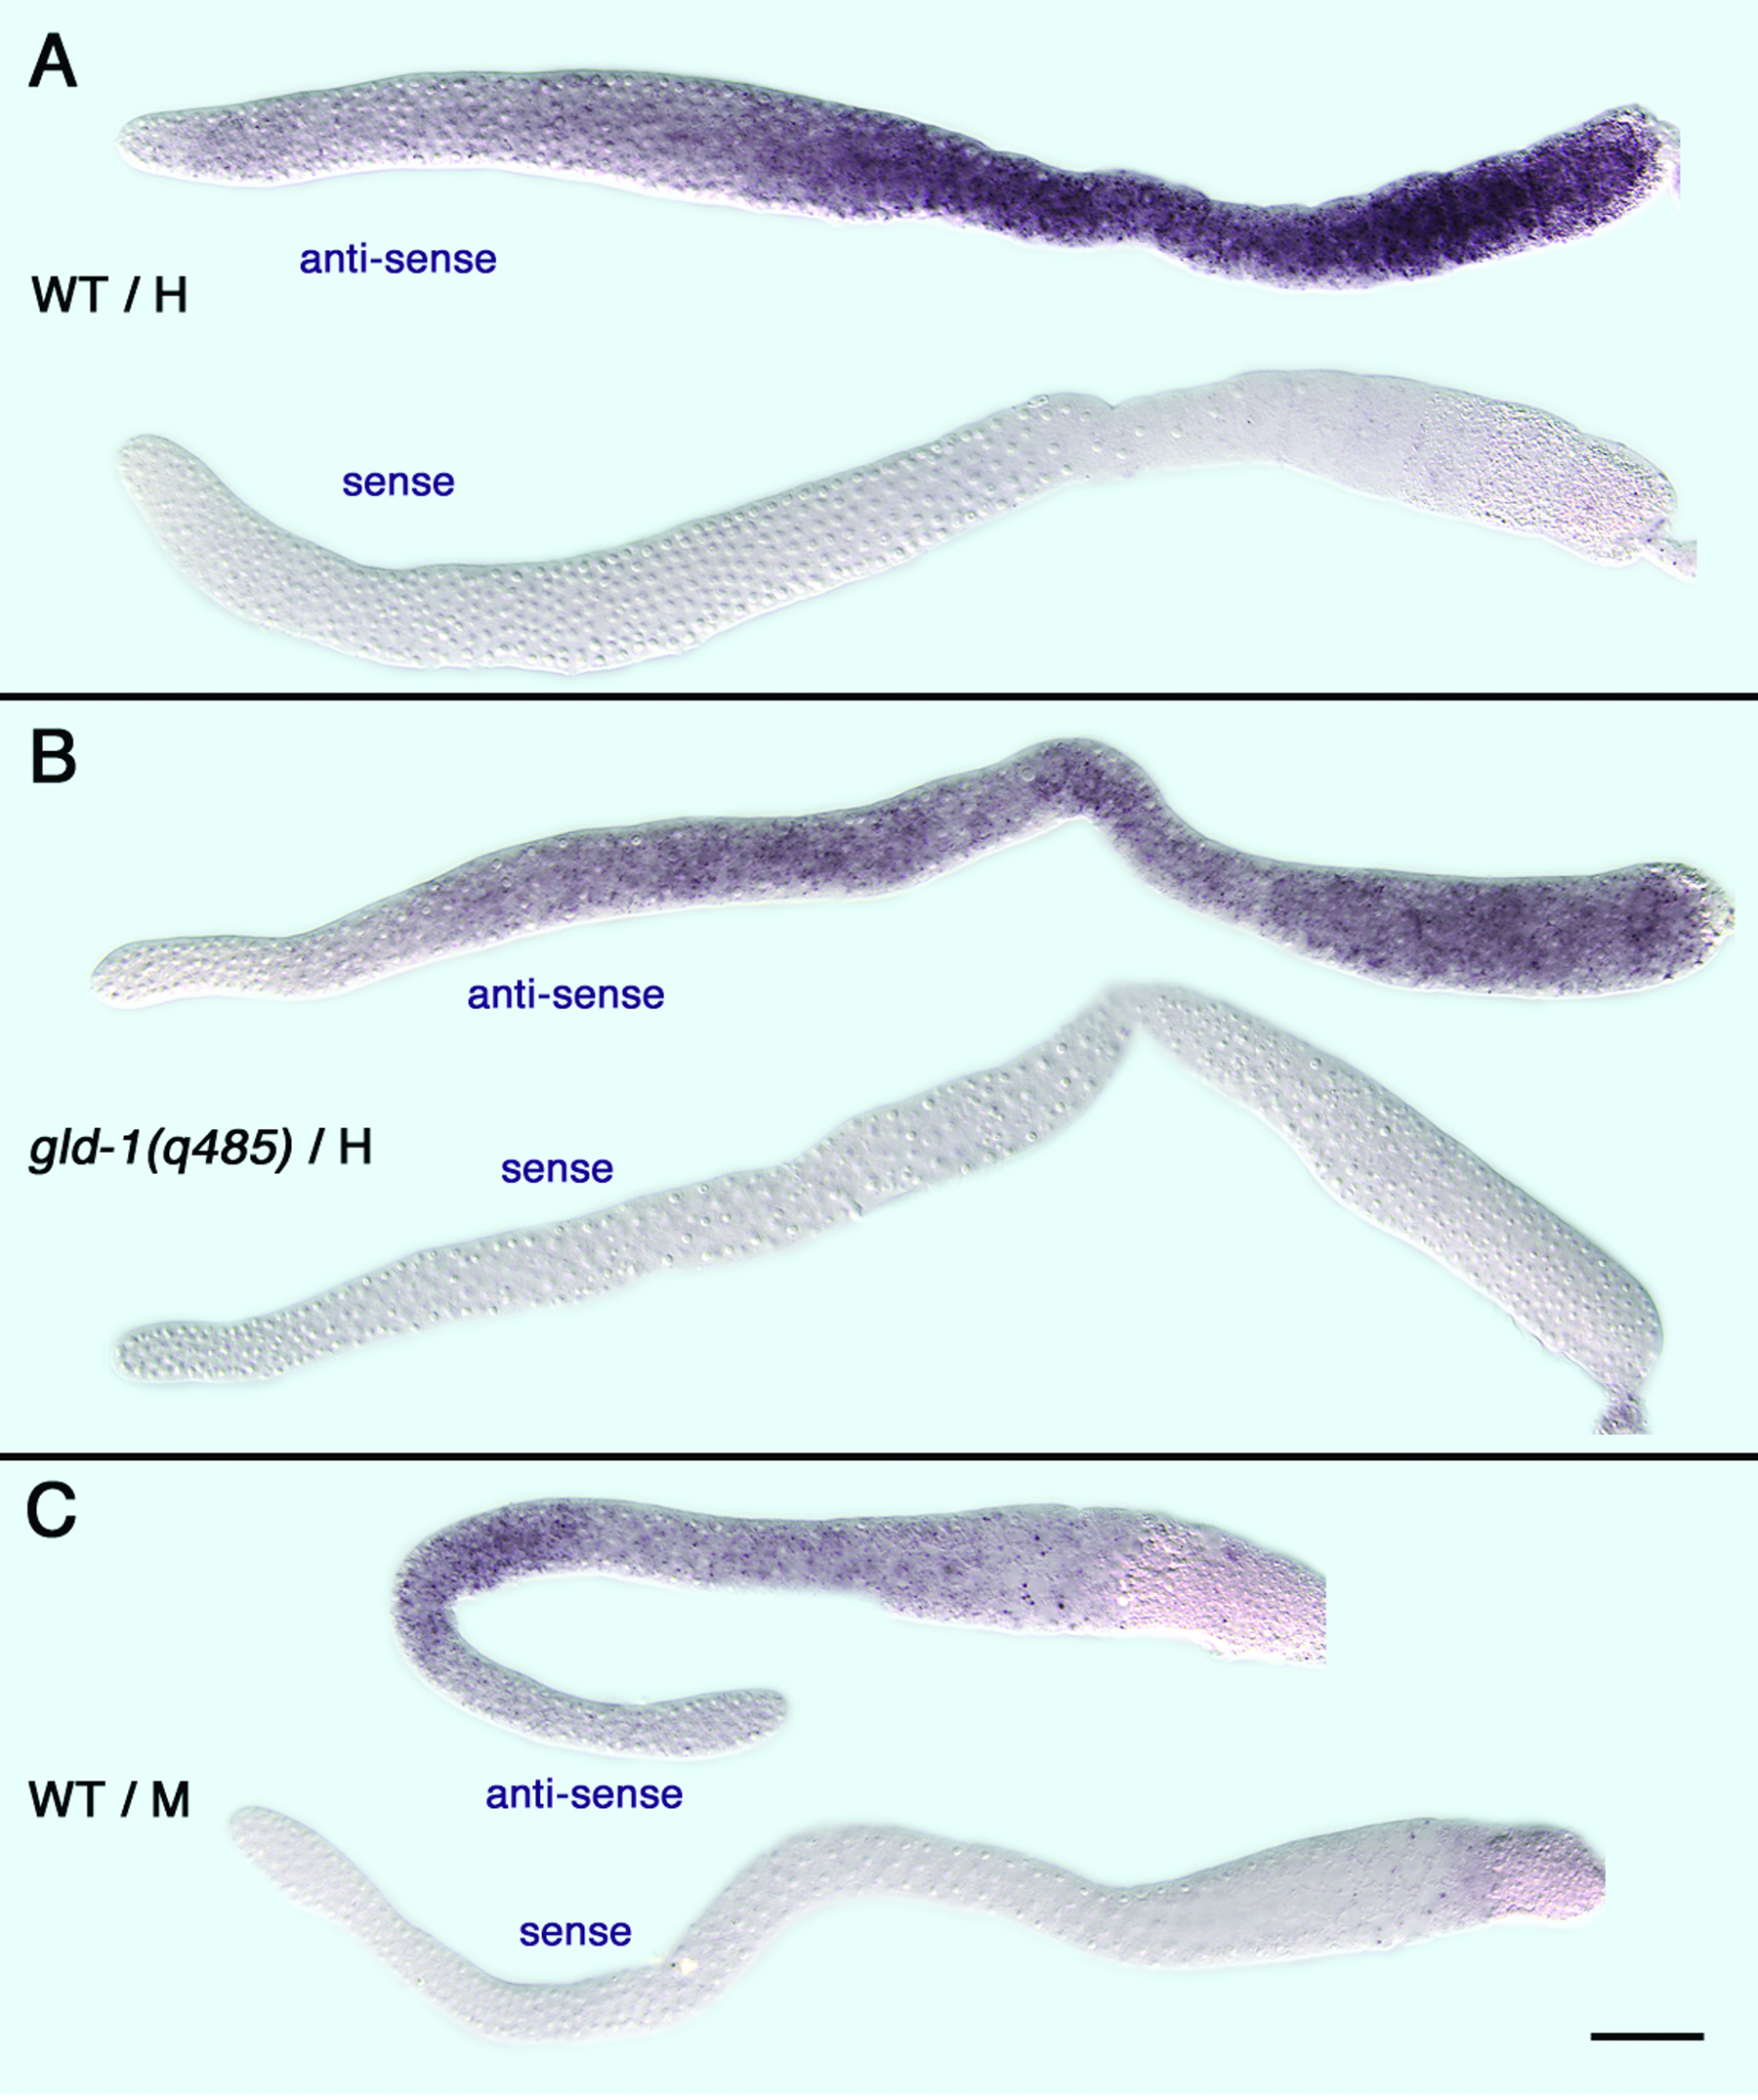 A
anti-sense
WT / H
sense
B
anti-sense
gld-1(q485) / H
sense
C
WT / M
anti-sense
sense